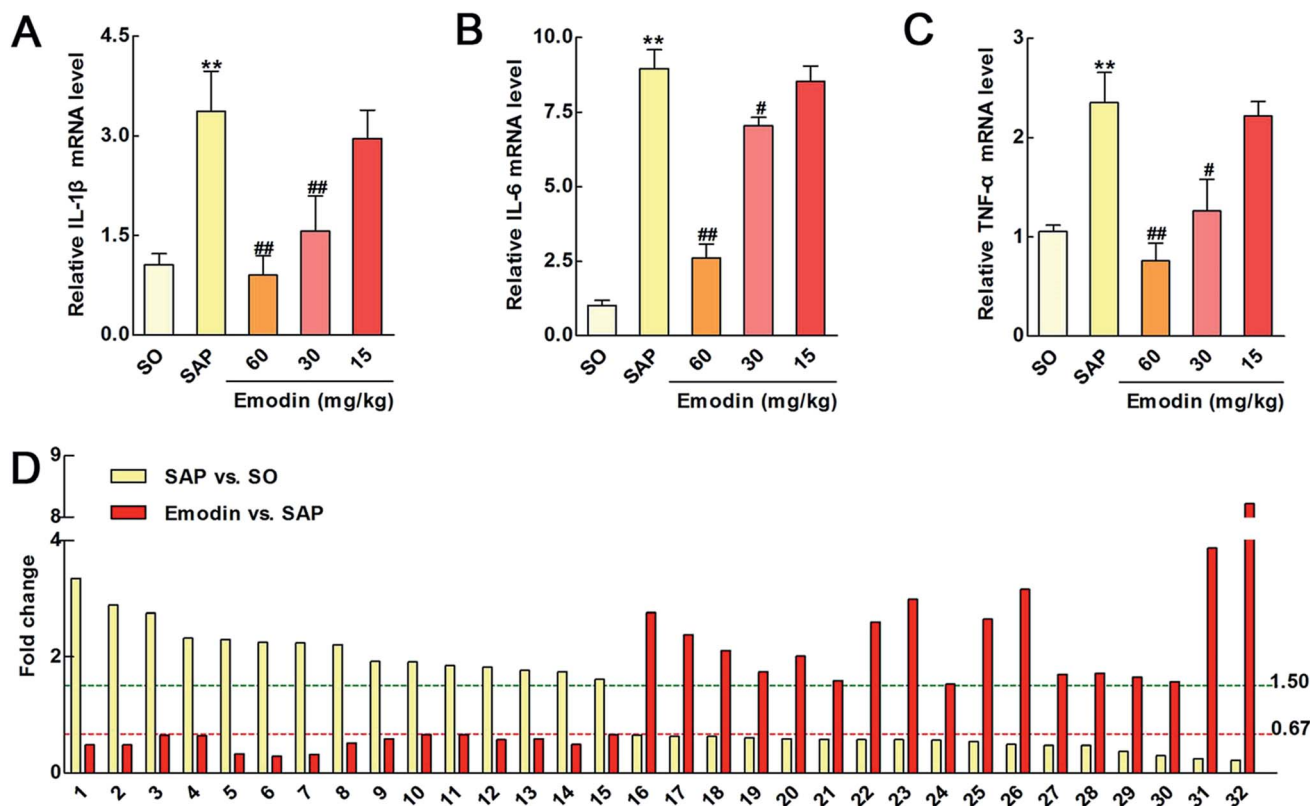 A
Relative IL-1β mRNA level
4.5
3.0
1.5
0.0
**
##
##
SO
SAP
60
30
15
Emodin (mg/kg)
B
Relative IL-6 mRNA level
10.0
7.5
5.0
2.5
0.0
**
##
#
SO
SAP
60
30
15
Emodin (mg/kg)
C
Relative TNF-α mRNA level
3
2
1
0
**
##
#
SO
SAP
60
30
15
Emodin (mg/kg)
D
Fold change
9
8
4
2
0
SAP vs. SO
Emodin vs. SAP
1.50
0.67
1 2 3 4 5 6 7 8 9 10 11 12 13 14 15 16 17 18 19 20 21 22 23 24 25 26 27 28 29 30 31 32